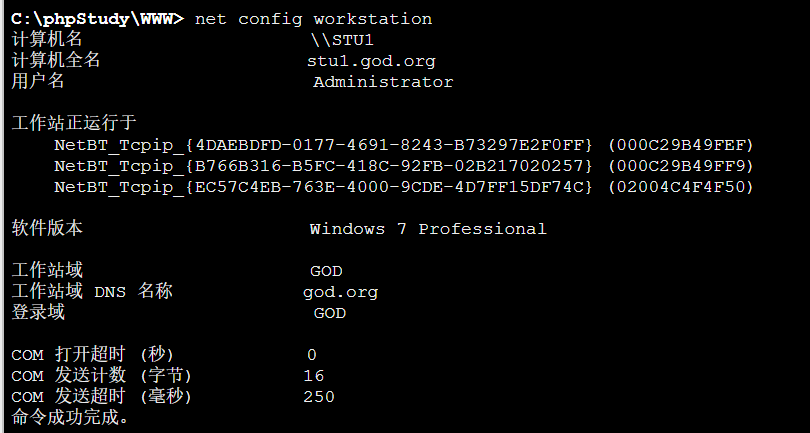 C:\phpStudy\WWW> net config workstation
计算机名 \\STU1
计算机全名 stu1.god.org
用户名 Administrator
工作站正运行于
NetBT_Tcpip_{4DAEBDFD-0177-4691-8243-B73297E2F0FF} (000C29B49FEF)
NetBT_Tcpip_{B766B316-B5FC-418C-92FB-02B217020257} (000C29B49FF9)
NetBT_Tcpip_{EC57C4EB-763E-4000-9CDE-4D7FF15DF74C} (02004C4F4F50)
软件版本 Windows 7 Professional
工作站域 GOD
工作站域 DNS 名称 god.org
登录域 GOD
COM 打开超时 (秒) 0
COM 发送计数 (字节) 16
COM 发送超时 (毫秒) 250
命令成功完成。